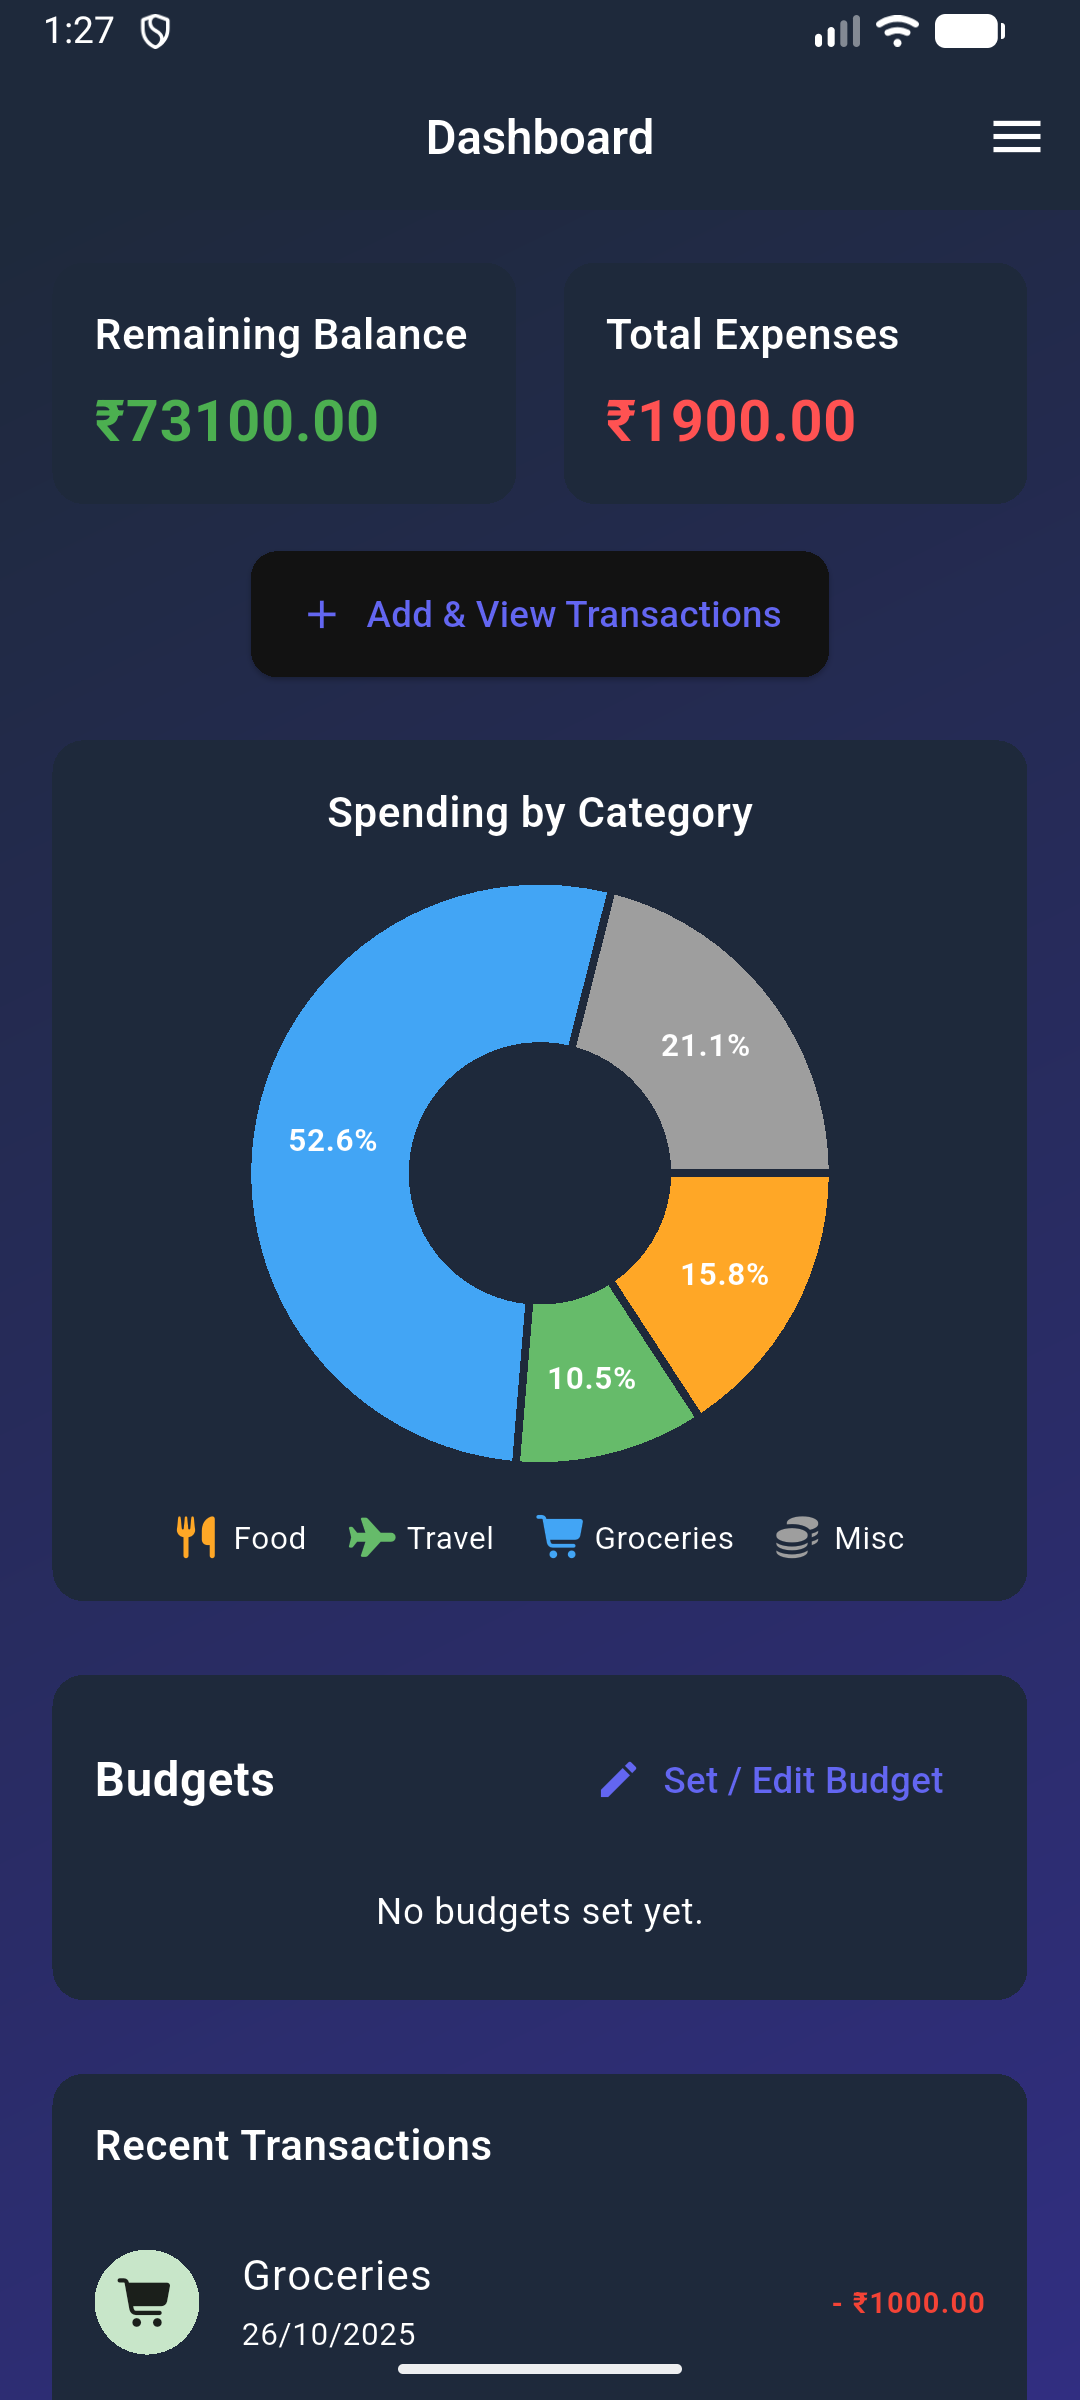 1:27
Dashboard
Remaining Balance
₹73100.00
Total Expenses
₹1900.00
+ Add & View Transactions
Spending by Category
21.1%
52.6%
15.8%
10.5%
Food Travel Groceries Misc
Budgets
Set / Edit Budget
No budgets set yet.
Recent Transactions
Groceries
- ₹1000.00
26/10/2025